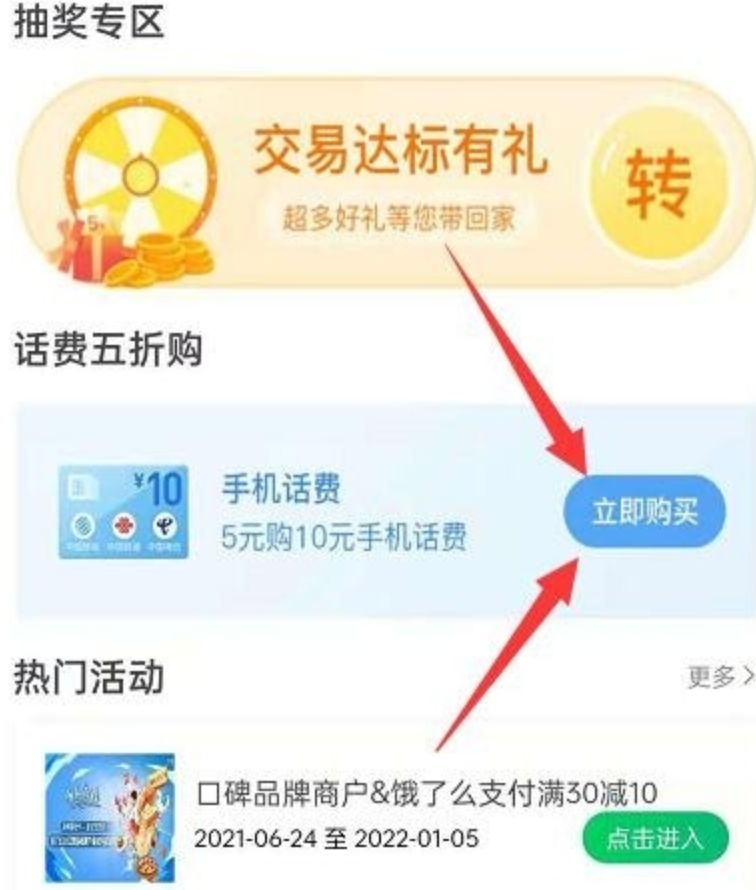 抽奖专区
交易达标有礼
转
超多好礼等您带回家
话费五折购
¥10
手机话费
立即购买
5元购10元手机话费
热门活动
更多
口碑品牌商户&饿了么支付满30减10
2021-06-24 至 2022-01-05
点击进入